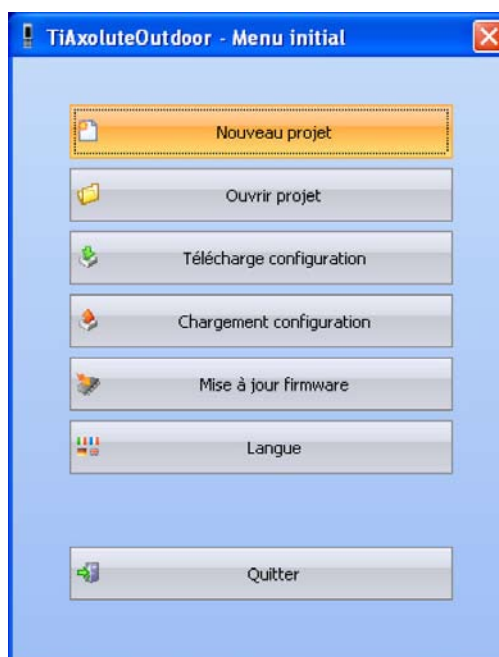 TiAxoluteOutdoor - Menu initial
Nouveau projet
Ouvrir projet
Télécharge configuration
Chargement configuration
Mise à jour firmware
Langue
Quitter